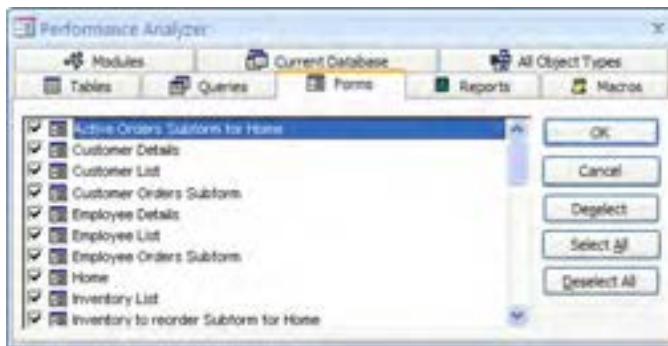 Performance Analyzer
Modules Current Database All Object Types
Tables Queries Forms Reports Macros
Active Orders Subform for Home
Customer Details
Customer List
Customer Orders Subform
Employee Details
Employee List
Employee Orders Subform
Home
Inventory List
Inventory to reorder Subform for Home
OK
Cancel
Deselect
Select All
Deselect All